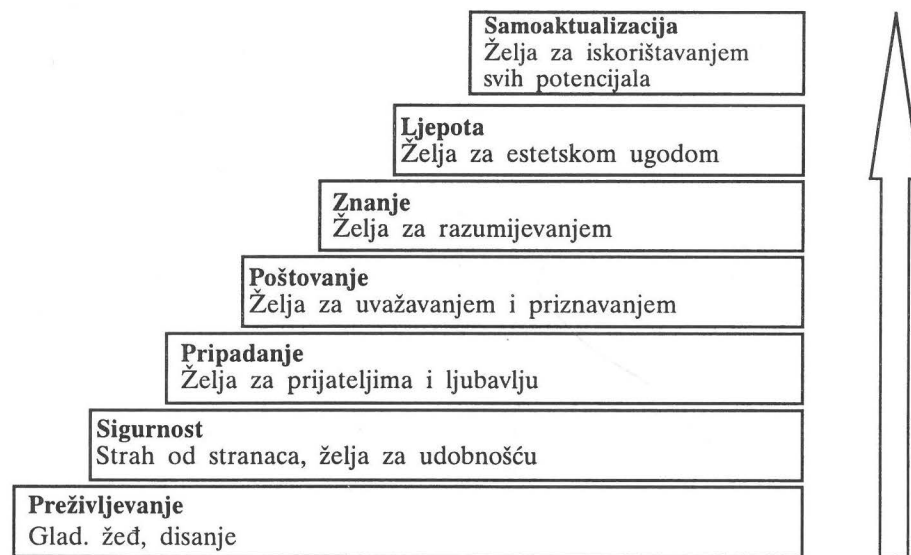 Samoaktualizacija
Želja za iskorištavanjem
svih potencijala
Ljepota
Želja za estetskom ugodom
Znanje
Želja za razumijevanjem
Poštovanje
Želja za uvažavanjem i priznavanjem
Pripadanje
Želja za prijateljima i ljubavlju
Sigurnost
Strah od stranaca, želja za udobnošću
Preživljevanje
Glad. žeđ, disanje